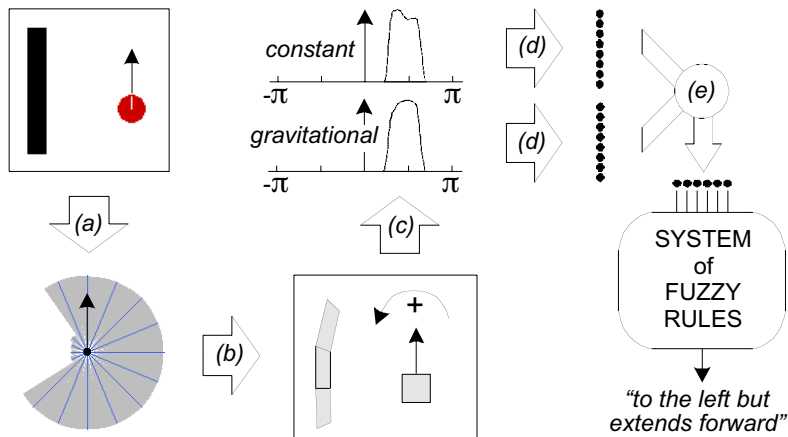 constant
-π
π
gravitational
-π
π
(d)
(d)
(e)
(a)
(b)
(c)
+
SYSTEM
of
FUZZY
RULES
“to the left but
extends forward”